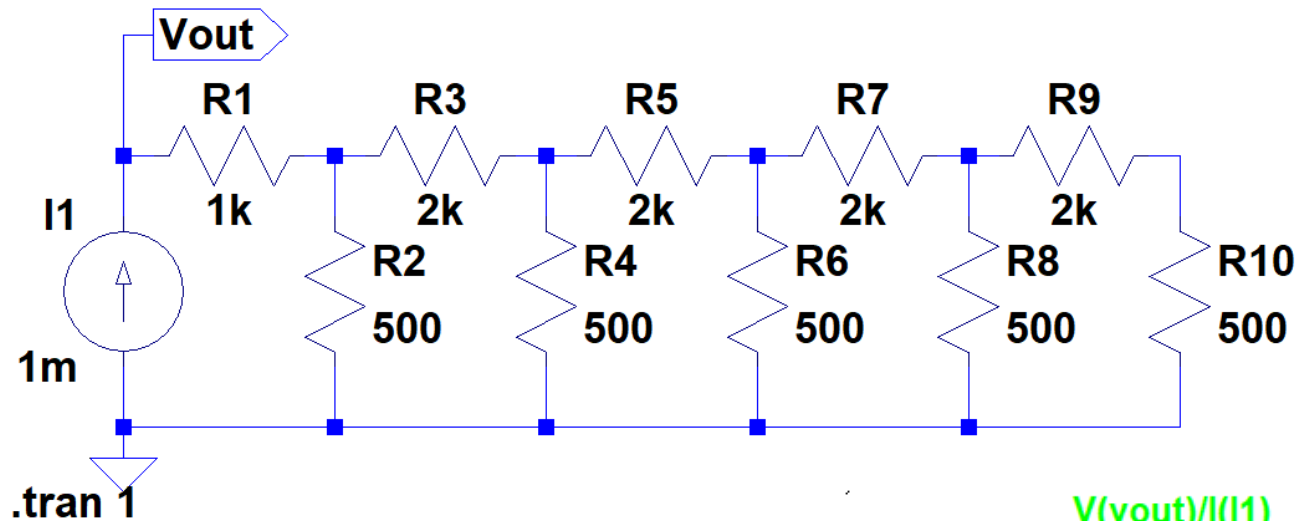 Vout
R1 R3 R5 R7 R9
1k 2k 2k 2k 2k
I1
R2 R4 R6 R8 R10
500 500 500 500 500
1m
.tran 1
V(vout)/I(I1)